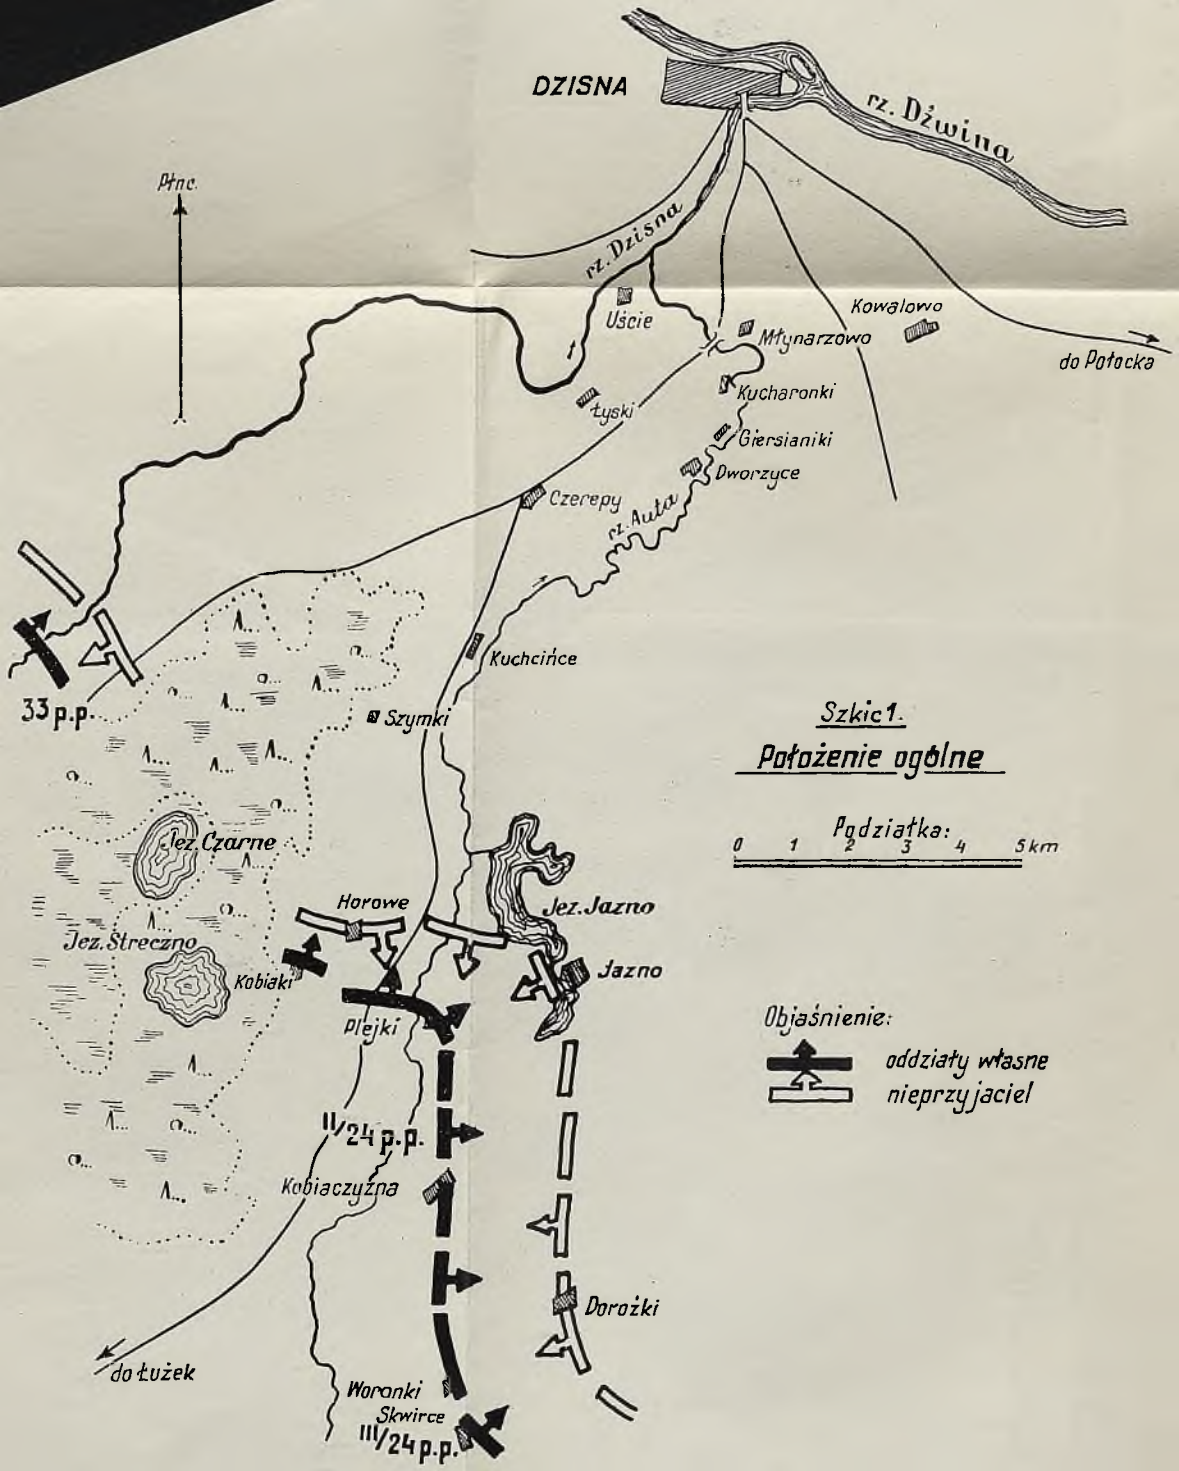 DZISNA
rz. Dźwina
Płnc.
rz. Dzisna
Uście
Kowalowo
Młynarzowo
do Połocka
Kucharonki
Łyski
Giersianiki
Dworzyce
Czerepy
rz. Auta
Kuchcińce
33 p.p.
Szymki
Szkic 1.
Położenie ogólne
Podziałka:
0 1 2 3 4 5 km
Jez. Czarne
Horowe
Jez. Jazno
Jez. Streczno
Kobiaki
Jazno
Plejki
Objaśnienie:
oddziały własne
nieprzyjaciel
II/24 p.p.
Kobiaczyzna
Dorożki
do Łużek
Woronki
Skwirce
III/24 p.p.